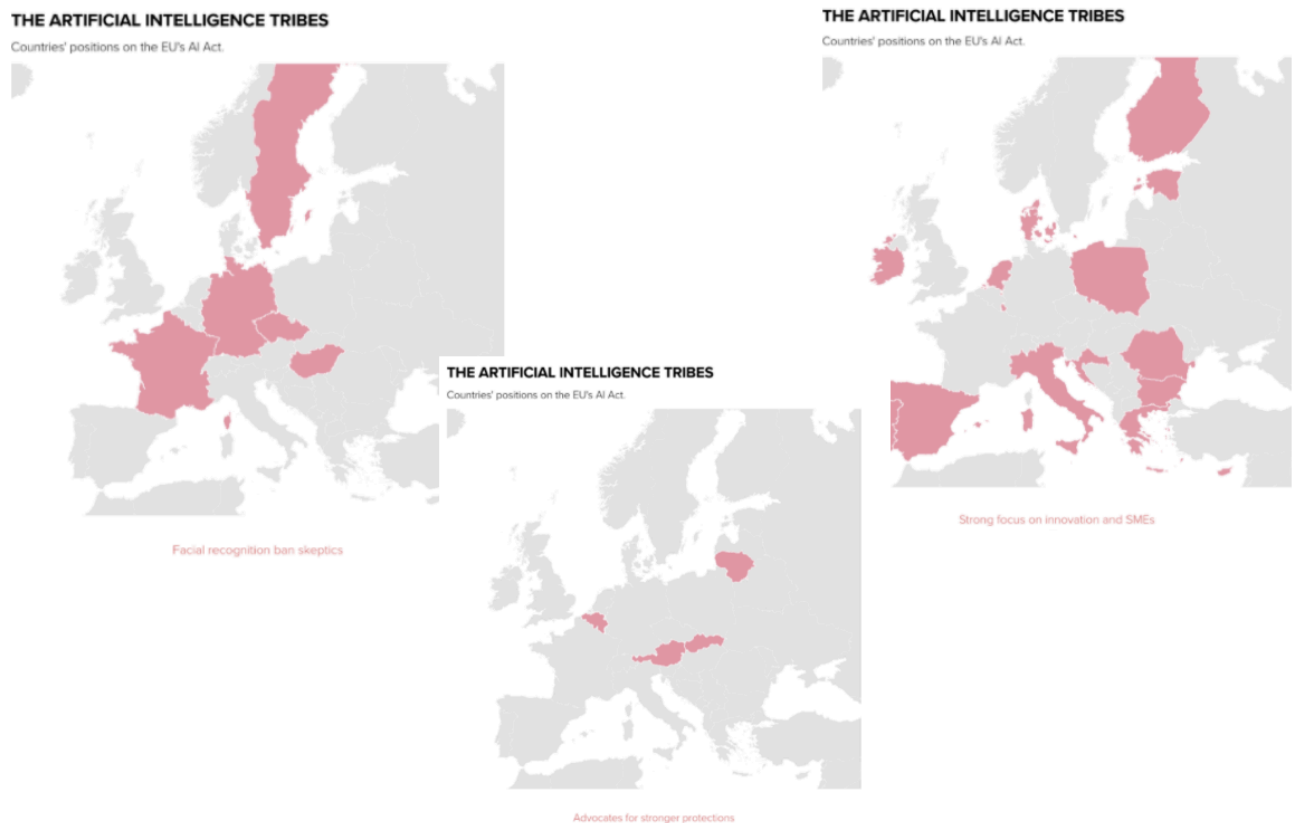 THE ARTIFICIAL INTELLIGENCE TRIBES
Countries' positions on the EU's AI Act.
Facial recognition ban skeptics
THE ARTIFICIAL INTELLIGENCE TRIBES
Countries' positions on the EU's AI Act.
Advocates for stronger protections
THE ARTIFICIAL INTELLIGENCE TRIBES
Countries' positions on the EU's AI Act.
Strong focus on innovation and SMEs